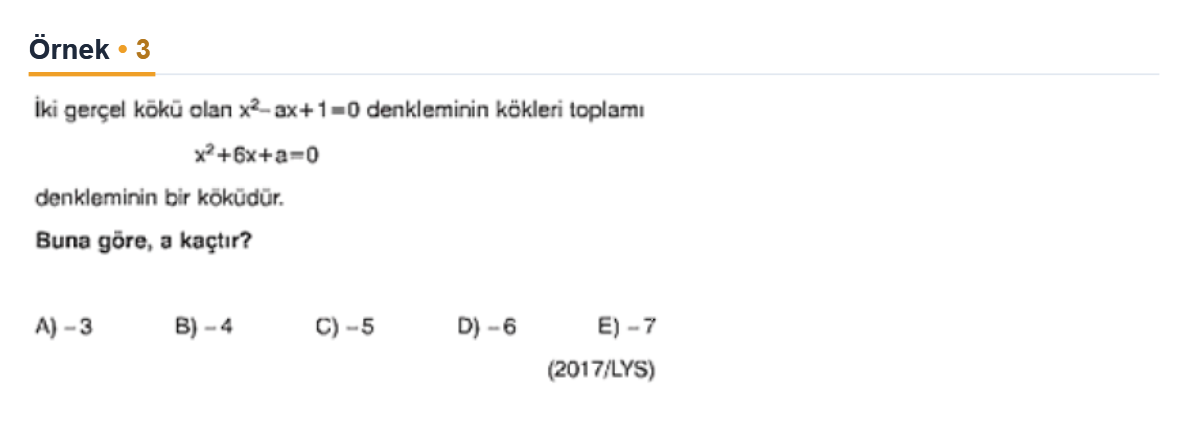 Örnek • 3
İki gerçel kökü olan x²– ax+1=0 denkleminin kökleri toplamı
x²+6x+a=0
denkleminin bir köküdür.
Buna göre, a kaçtır?
A) –3 B) –4 C) –5 D) –6 E) –7
(2017/LYS)